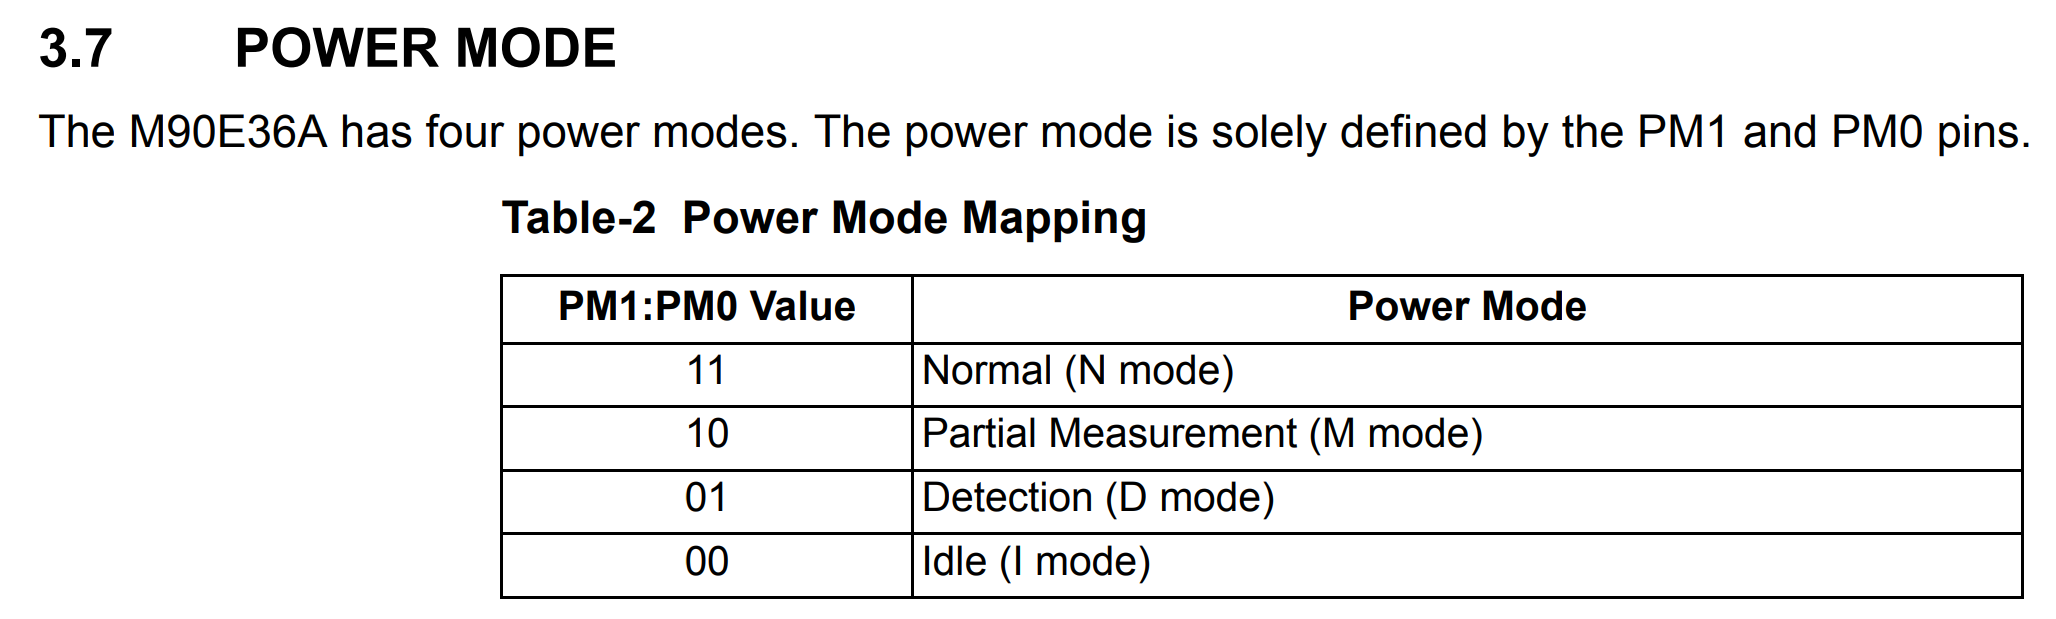 3.7 POWER MODE
The M90E36A has four power modes. The power mode is solely defined by the PM1 and PM0 pins.
Table-2 Power Mode Mapping
PM1:PM0 Value Power Mode
11 Normal (N mode)
10 Partial Measurement (M mode)
01 Detection (D mode)
00 Idle (I mode)